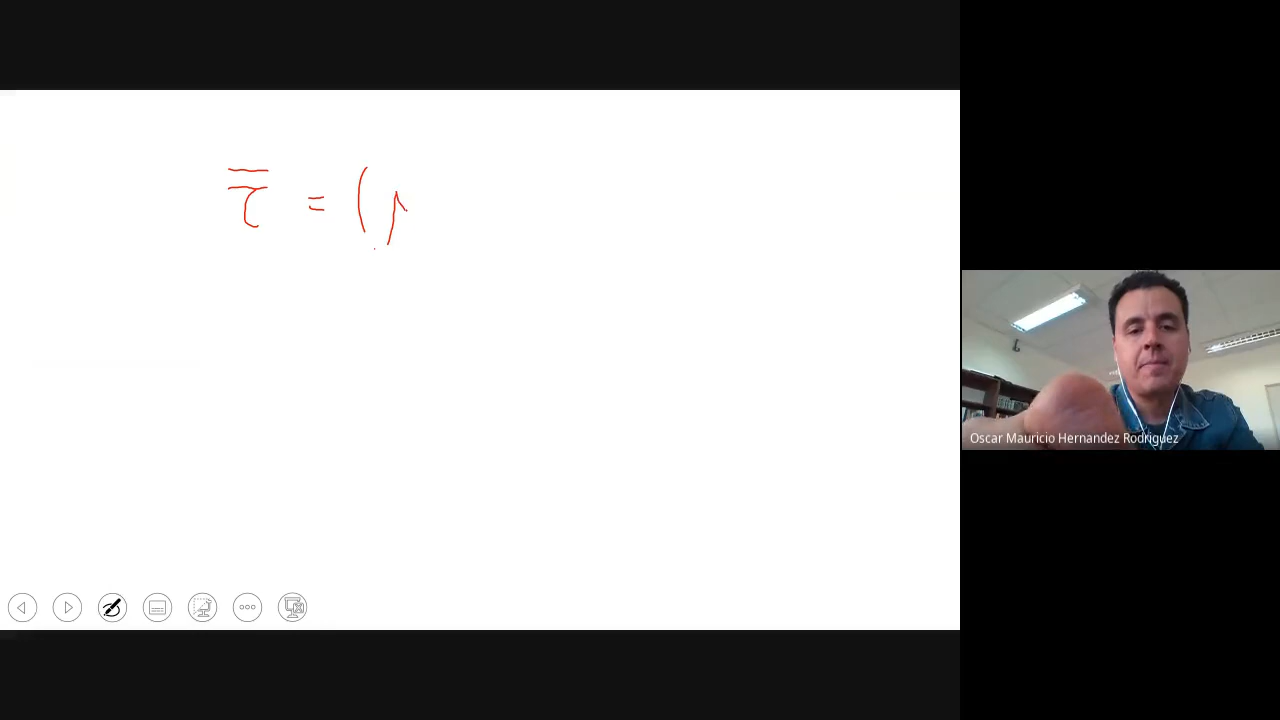 τ = (
Oscar Mauricio Hernandez Rodriguez